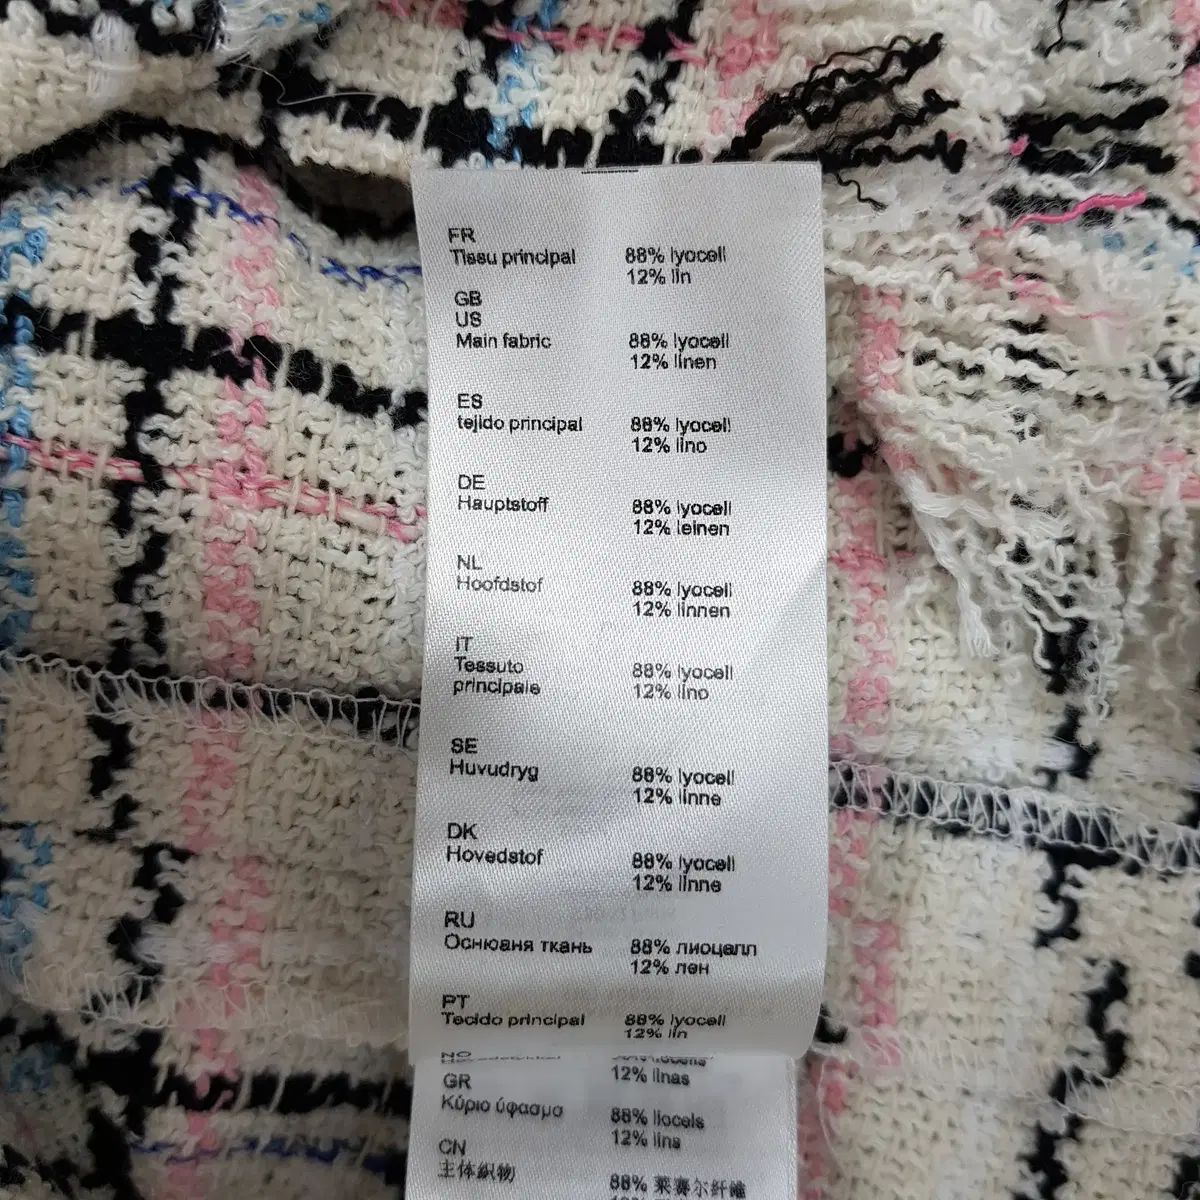 FR
Tissu principal 88% lyocell
12% lin
GB
US
Main fabric 88% lyocell
12% linen
ES
tejido principal 88% lyocell
12% lino
DE
Hauptstoff 88% lyocell
12% leinen
NL
Hoofdstof 88% lyocell
12% linnen
IT
Tessuto 88% lyocell
principale 12% lino
SE
Huvudryg 88% lyocell
12% linne
DK
Hovedstof 88% lyocell
12% linne
RU
Оснюваня ткань 88% лиоцелл
12% лен
PT
Tecido principal 88% lyocell
12% lin
NO
12% linas
GR
Κύριο ύφασμα 88% liocels
12% lins
CN
主体织物 88% 莱赛尔纤维